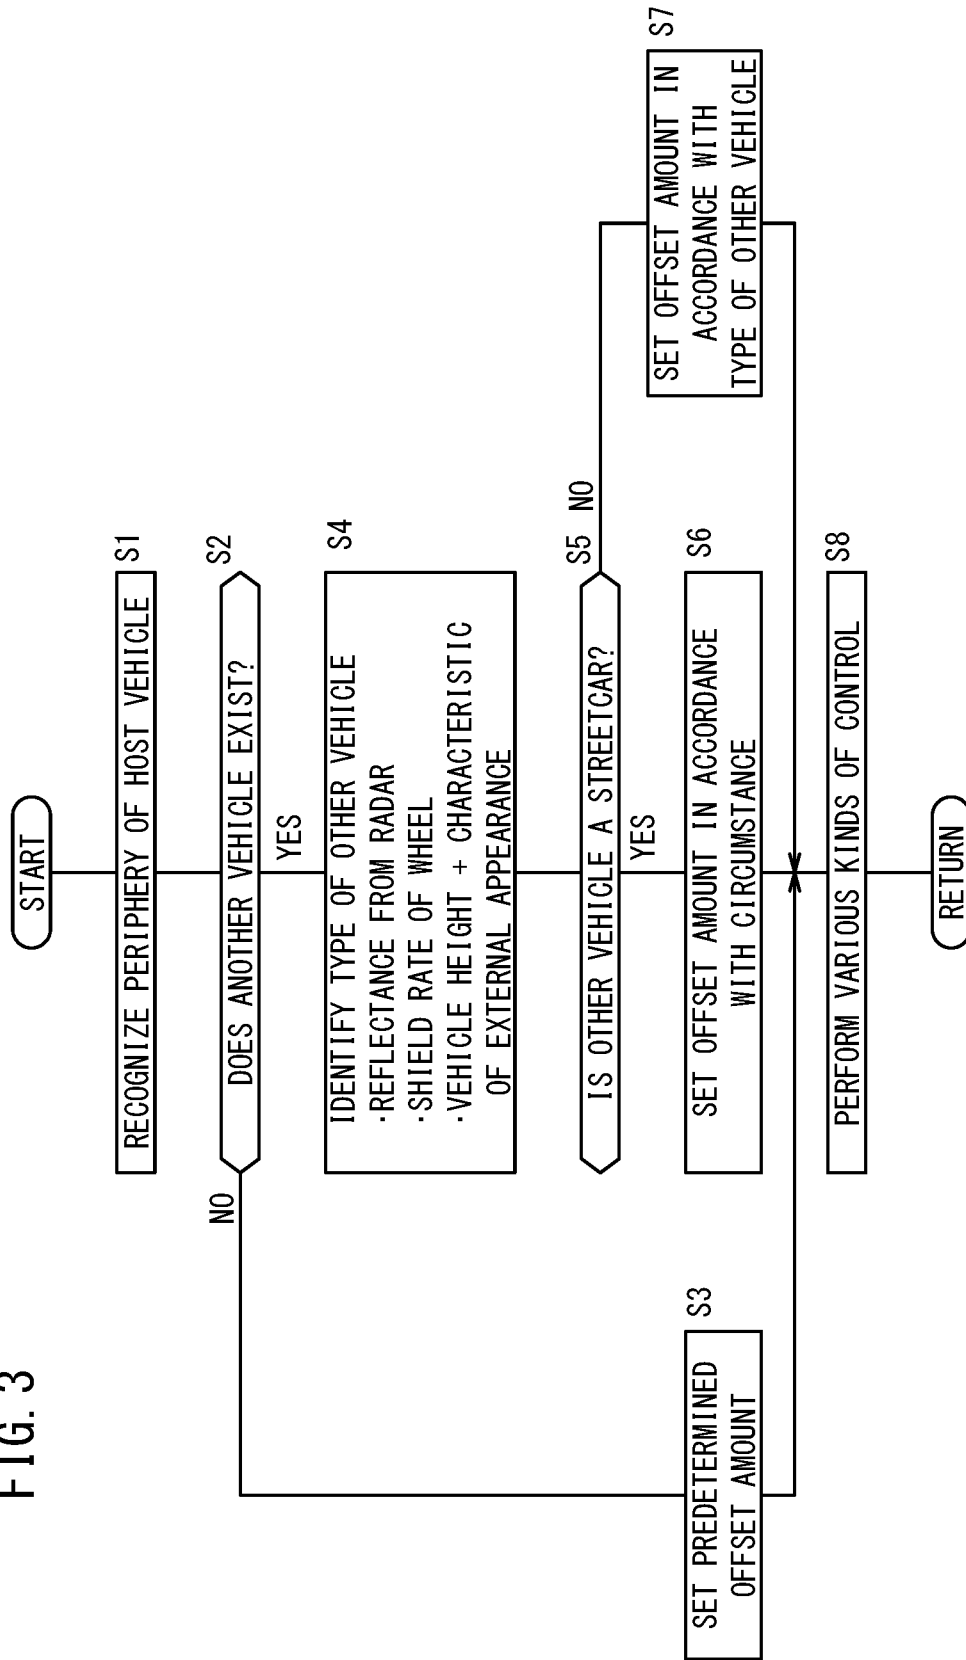 FIG. 3
START
RECOGNIZE PERIPHERY OF HOST VEHICLE
S1
DOES ANOTHER VEHICLE EXIST?
S2
NO
YES
IDENTIFY TYPE OF OTHER VEHICLE
·REFLECTANCE FROM RADAR
·SHIELD RATE OF WHEEL
·VEHICLE HEIGHT + CHARACTERISTIC
OF EXTERNAL APPEARANCE
S4
IS OTHER VEHICLE A STREETCAR?
S5
NO
YES
SET PREDETERMINED
OFFSET AMOUNT
S3
SET OFFSET AMOUNT IN ACCORDANCE
WITH CIRCUMSTANCE
S6
SET OFFSET AMOUNT IN
ACCORDANCE WITH
TYPE OF OTHER VEHICLE
S7
PERFORM VARIOUS KINDS OF CONTROL
S8
RETURN